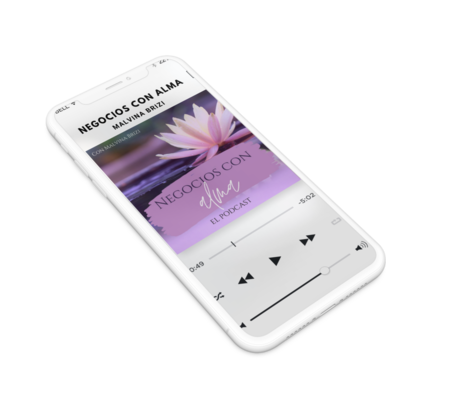 NEGOCIOS CON ALMA
MALVINA BRIZI
CON MALVINA BRIZI
NEGOCIOS CON
alma
EL PODCAST
0:49
-5:02